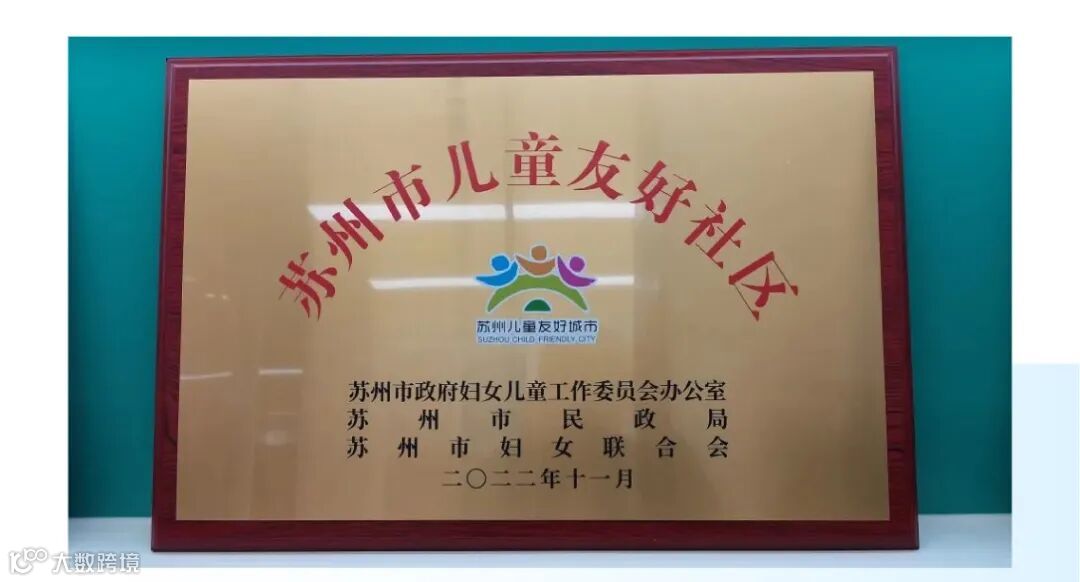 苏州市儿童友好社区
苏州儿童友好城市
SUZHOU CHILD FRIENDLY CITY
苏州市政府妇女儿童工作委员会办公室
苏州市民政局
苏州市妇女联合会
二〇二二年十一月
大数跨境